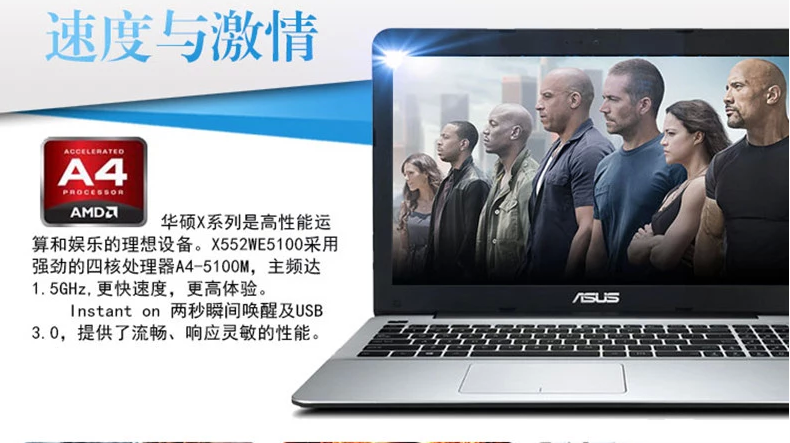 速度与激情
ACCELERATED
A4
PROCESSOR
AMD
华硕X系列是高性能运
算和娱乐的理想设备。X552WE5100采用
强劲的四核处理器A4-5100M，主频达
1.5GHz,更快速度，更高体验。
Instant on 两秒瞬间唤醒及USB
3.0，提供了流畅、响应灵敏的性能。
ASUS